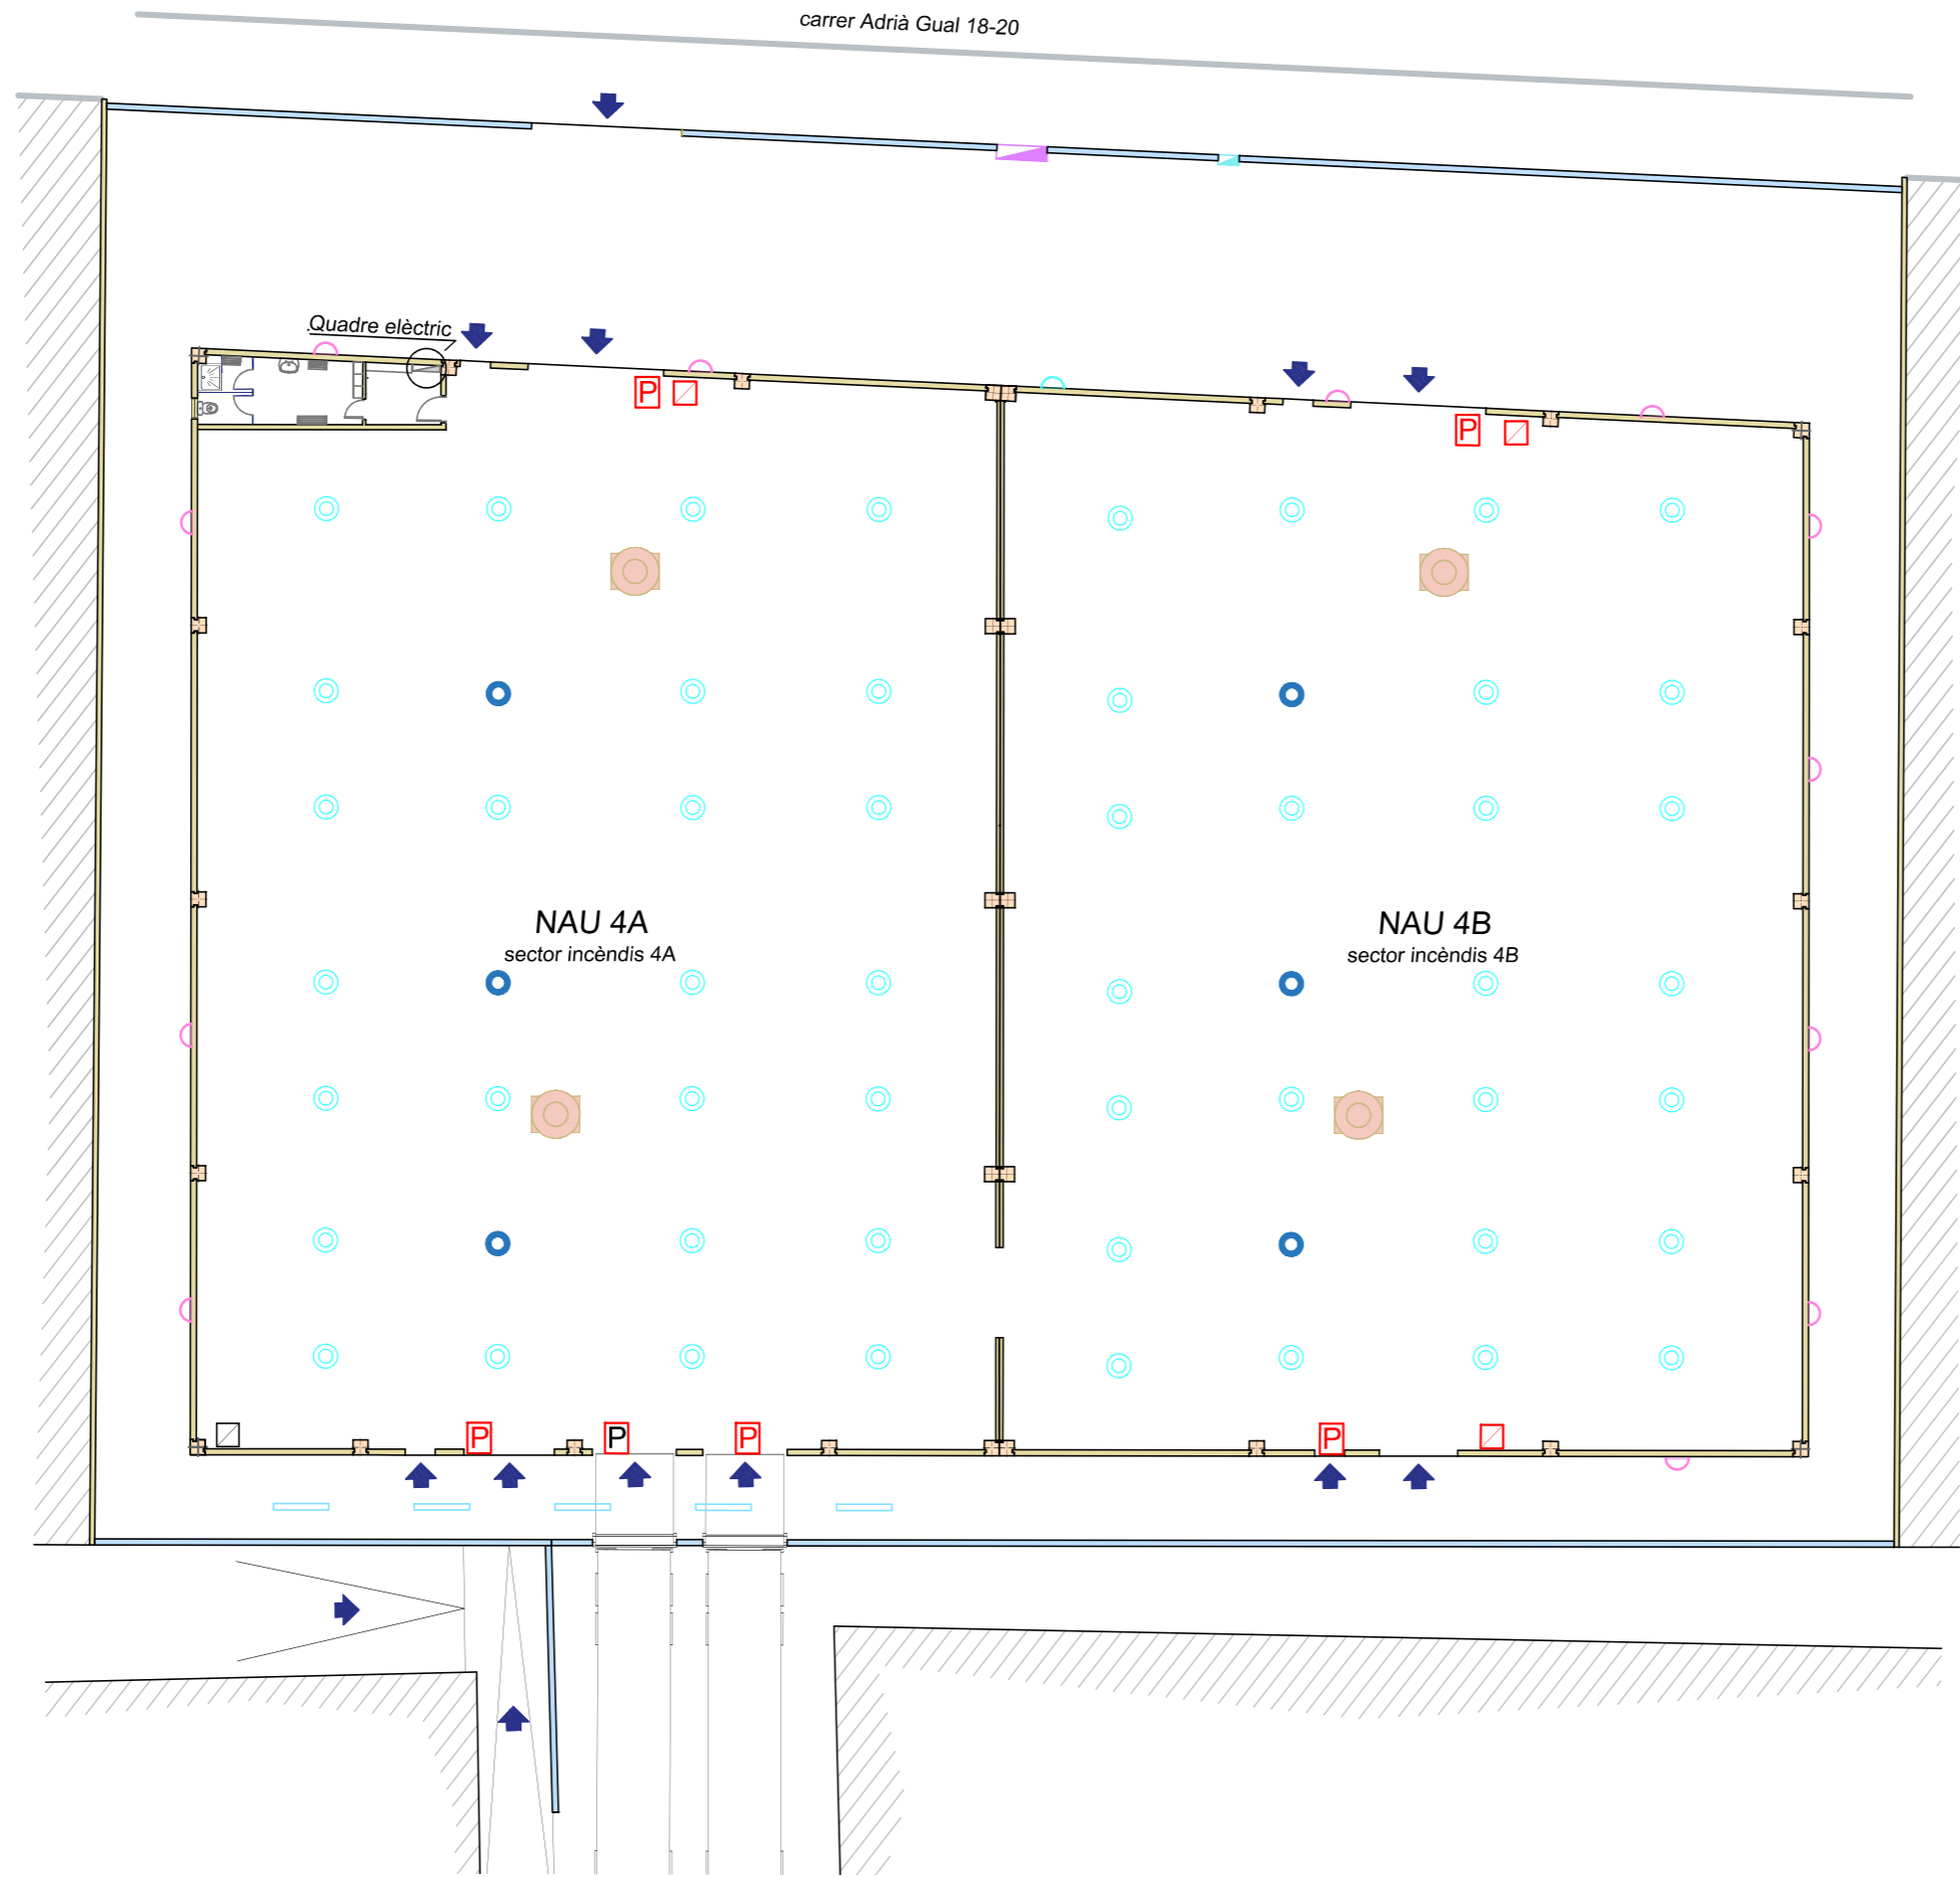 carrer Adrià Gual 18-20
Quadre elèctric
P
P
NAU 4A
sector incèndis 4A
NAU 4B
sector incèndis 4B
P
P
P
P